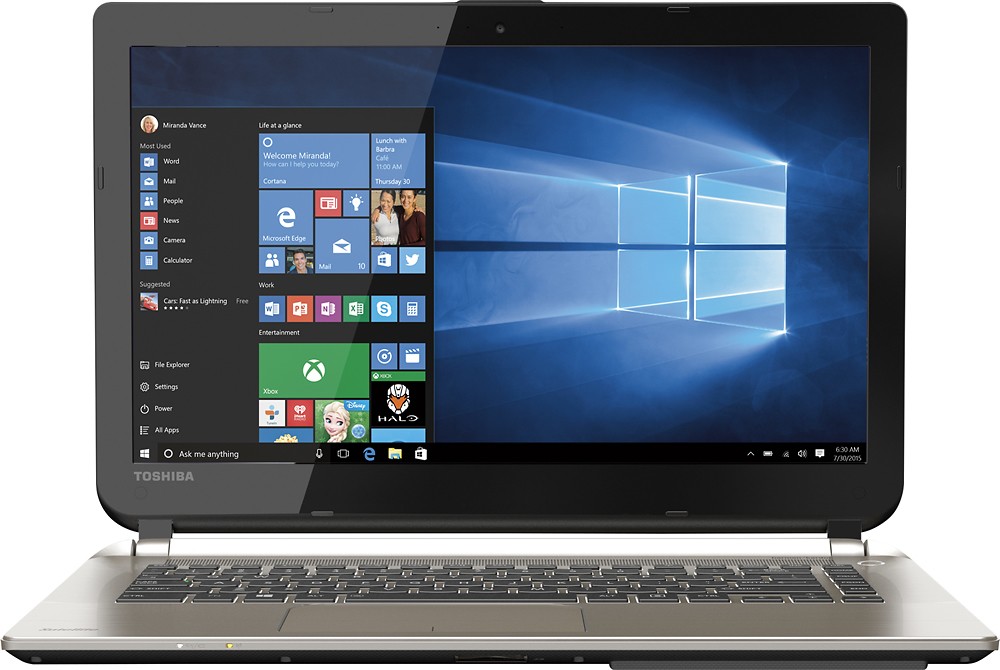 Miranda Vance
Most Used
Word
Mail
People
News
Camera
Calculator
Suggested
Cars: Fast as Lightning Free
File Explorer
Settings
Power
All Apps
Life at a glance
Welcome Miranda!
How can I help you today?
Cortana
Lunch with
Barbra
Café
11:00 AM
Thursday 30
Microsoft Edge
Mail 10
Photos
Work
Entertainment
Xbox
XBOX
Disney
HALO
Ask me anything
6:30 AM
7/30/2015
TOSHIBA